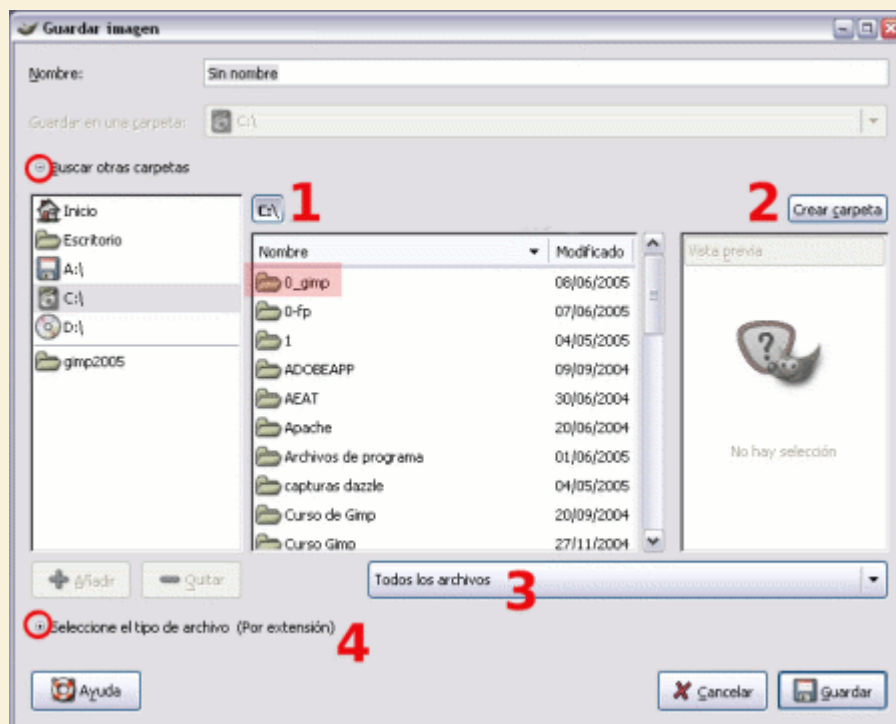 Guardar imagen
Nombre: Sin nombre
Guardar en una carpeta: C:\
Buscar otras carpetas
C:\ 1 2 Crear carpeta
Inicio
Escritorio
A:\
C:\
D:\
gimp2005
Nombre Modificado
0_gimp 08/06/2005
0-fp 07/06/2005
1 04/05/2005
ADOBEAPP 09/09/2004
AEAT 30/06/2004
Apache 20/06/2004
Archivos de programa 01/06/2005
capturas dazzle 04/05/2005
Curso de Gimp 20/09/2004
Curso Gimp 27/11/2004
Vista previa
?
No hay selección
Añadir Quitar Todos los archivos 3
Seleccione el tipo de archivo (Por extensión) 4
Ayuda Cancelar Guardar